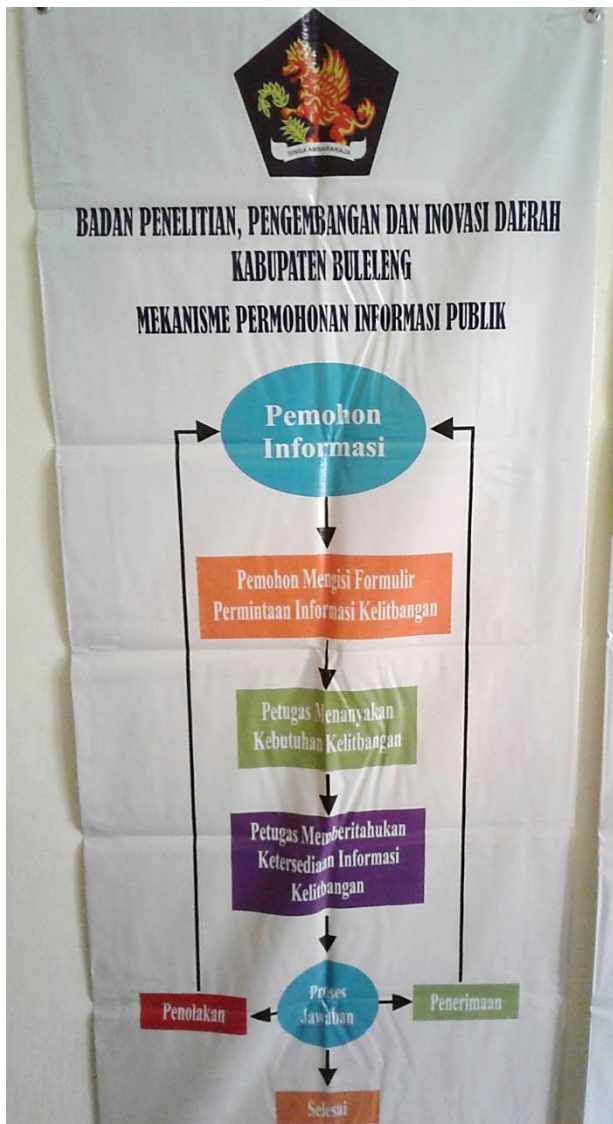 SINGA AMBARARAJA
BADAN PENELITIAN, PENGEMBANGAN DAN INOVASI DAERAH
KABUPATEN BULELENG
MEKANISME PERMOHONAN INFORMASI PUBLIK
Pemohon
Informasi
Pemohon Mengisi Formulir
Permintaan Informasi Kelitbangan
Petugas Menanyakan
Kebutuhan Kelitbangan
Petugas Memberitahukan
Ketersediaan Informasi
Kelitbangan
Penolakan
Proses
Jawaban
Penerimaan
Selesai